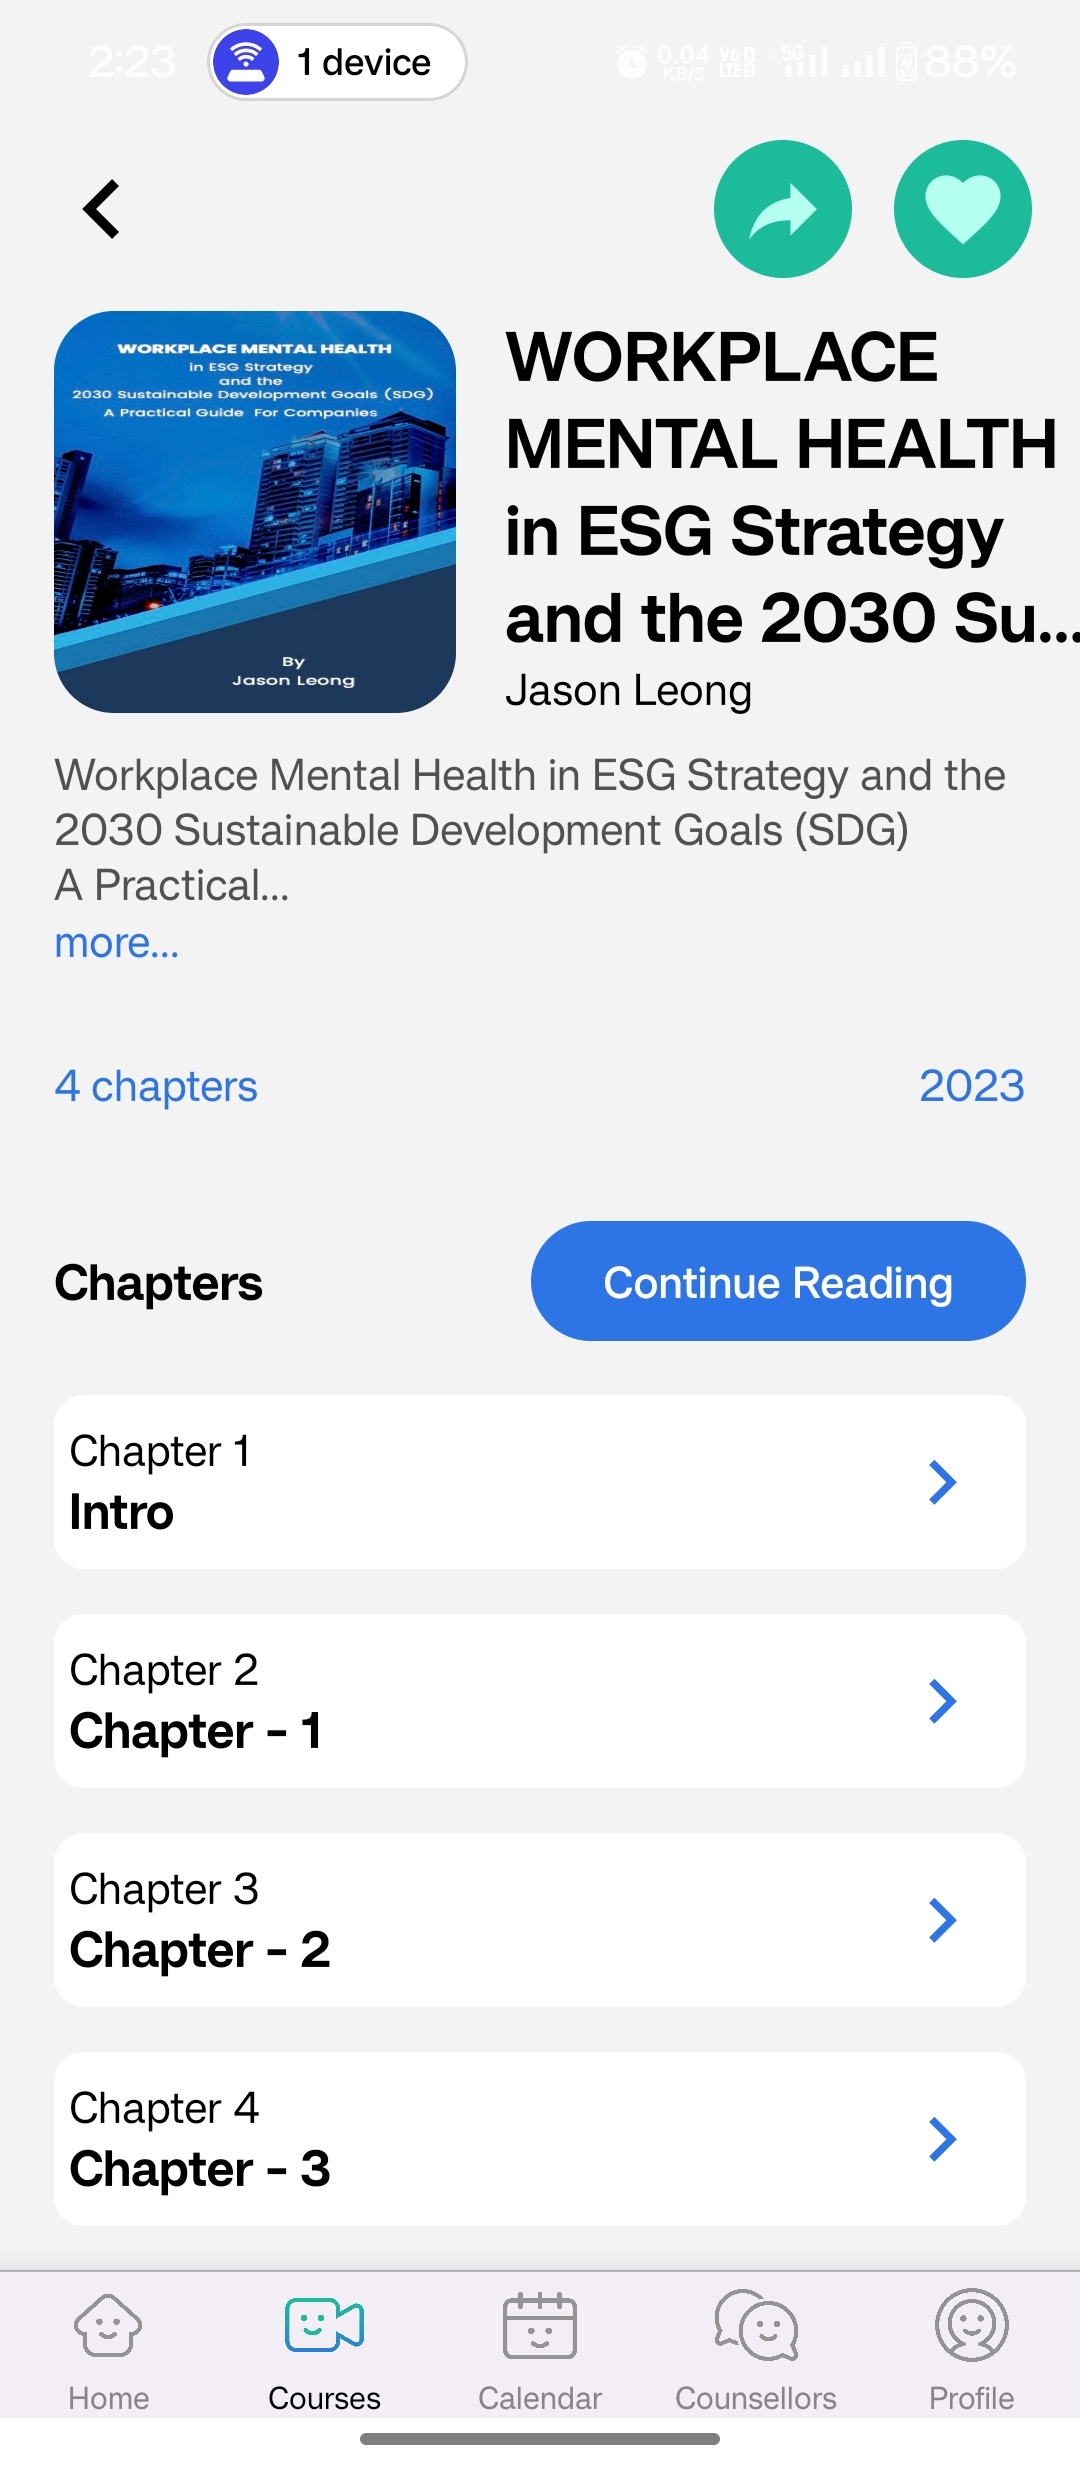 2:23
1 device
0.04
KB/S
Vo
LTE2
5G
88%
WORKPLACE MENTAL HEALTH
in ESG Strategy
and the
2030 Sustainable Development Goals (SDG)
A Practical Guide For Companies
By
Jason Leong
WORKPLACE
MENTAL HEALTH
in ESG Strategy
and the 2030 Su...
Jason Leong
Workplace Mental Health in ESG Strategy and the
2030 Sustainable Development Goals (SDG)
A Practical...
more...
4 chapters
2023
Chapters
Continue Reading
Chapter 1
Intro
Chapter 2
Chapter - 1
Chapter 3
Chapter - 2
Chapter 4
Chapter - 3
Home
Courses
Calendar
Counsellors
Profile